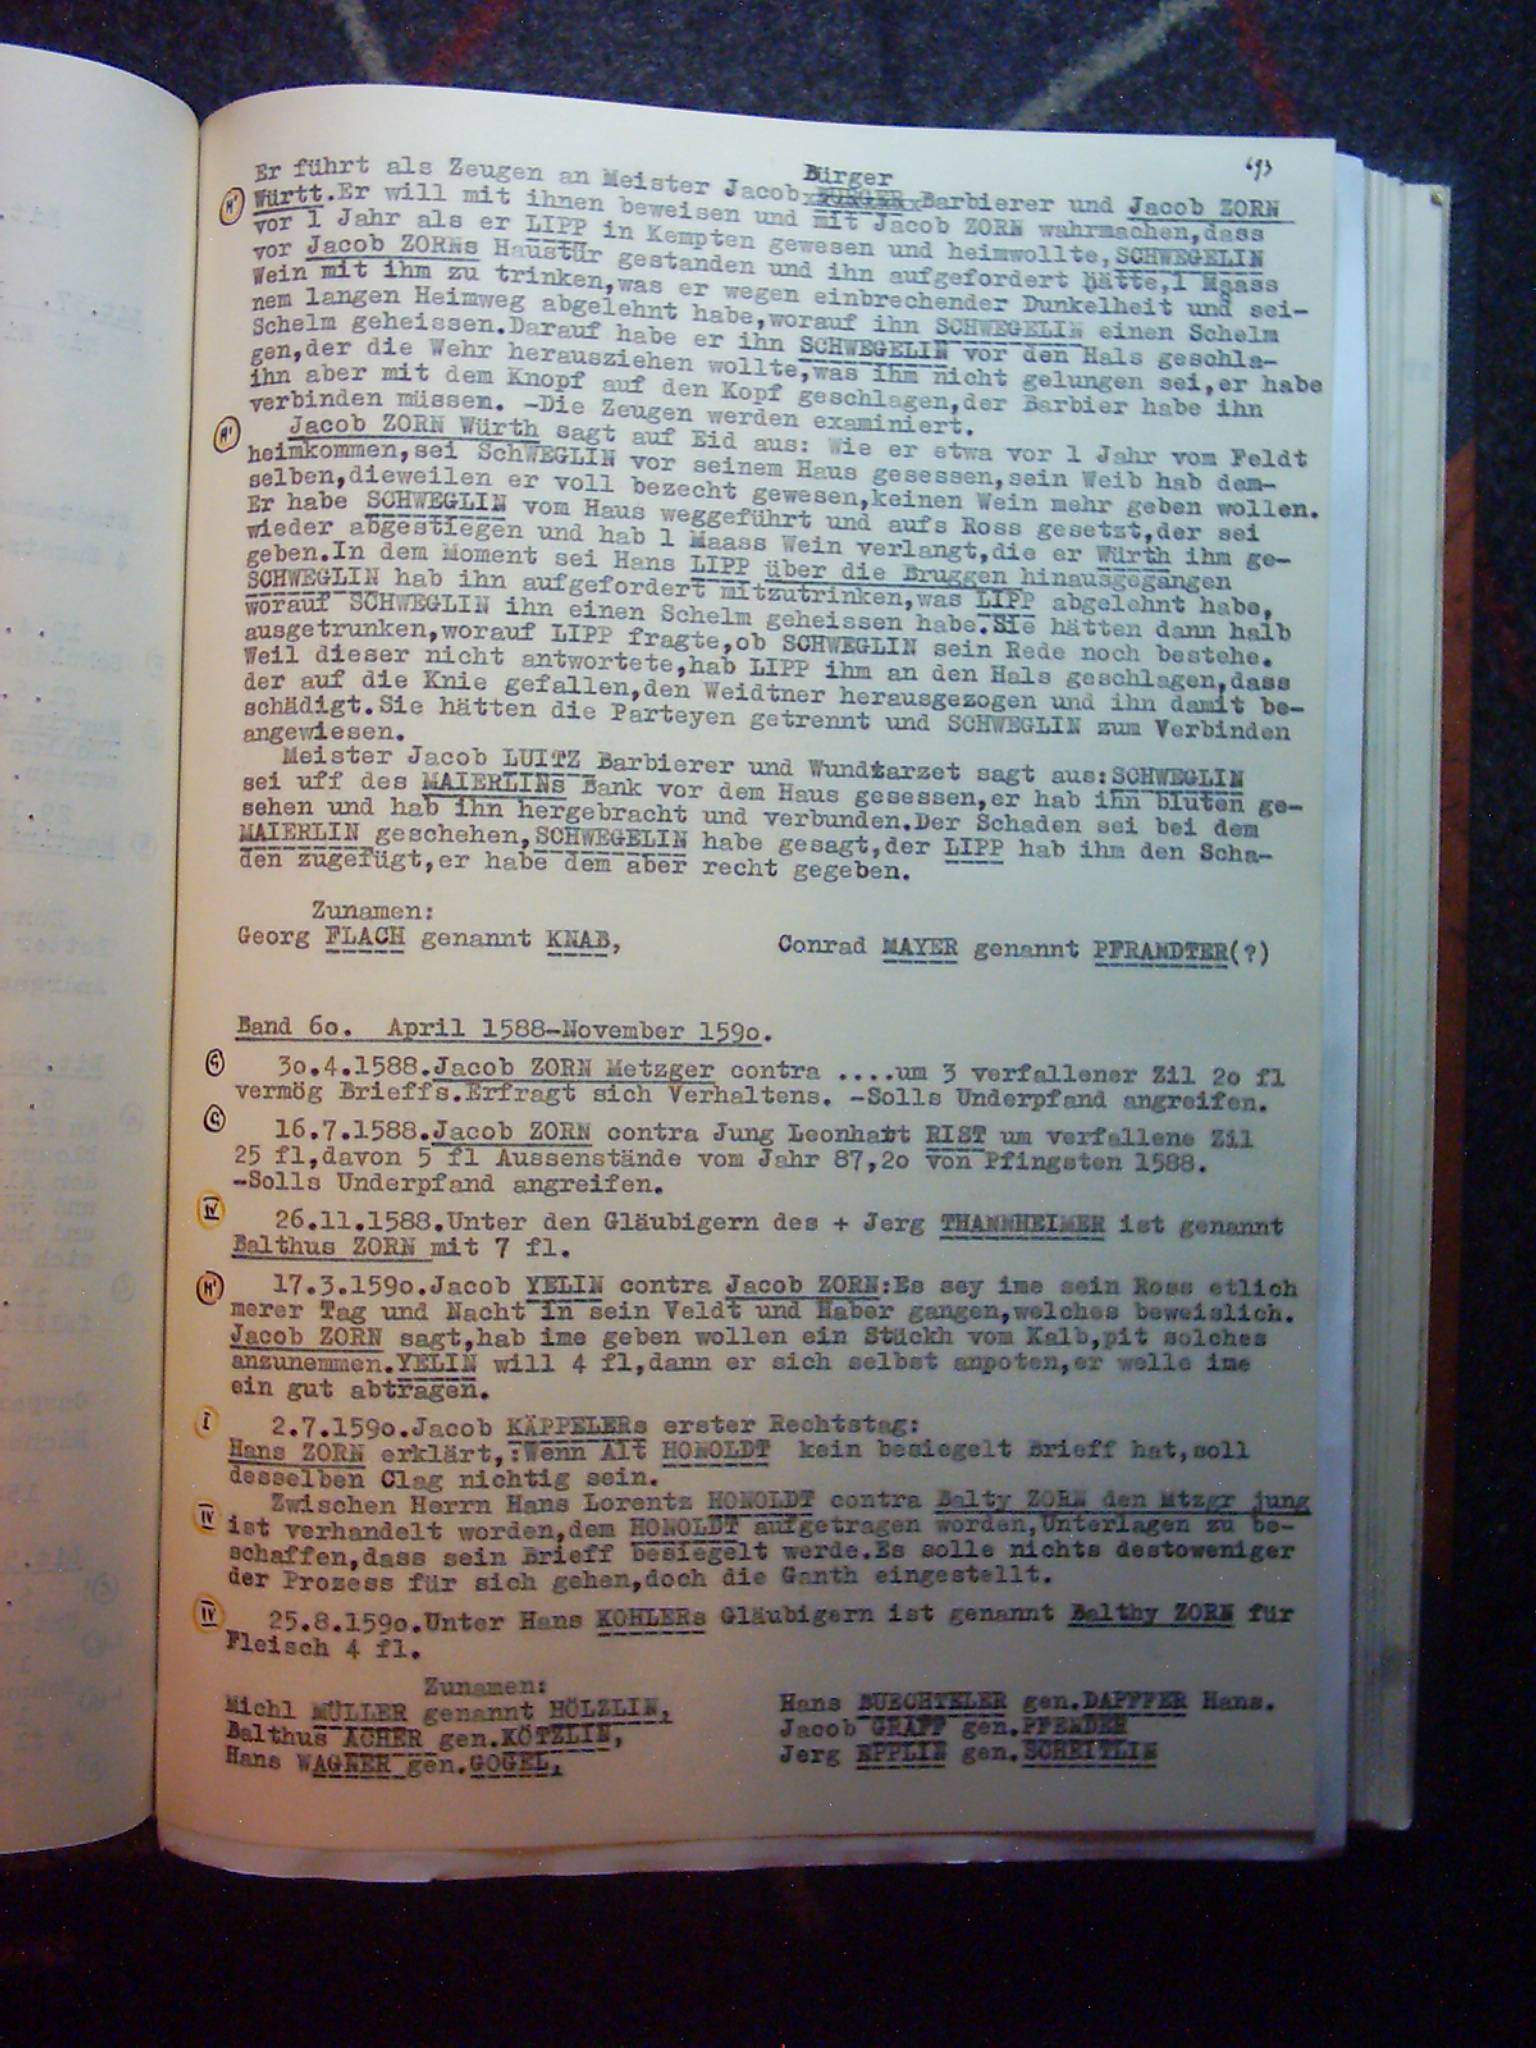 693
Er führt als Zeugen an Meister Jacob Bürger Barbierer und Jacob ZORN
(M') Württ.Er will mit ihnen beweisen und mit Jacob ZORN wahrmachen,dass
vor 1 Jahr als er LIPP in Kempten gewesen und heimwollte,SCHWEGELIN
vor Jacob ZORNs Haustür gestanden und ihn aufgefordert hätte,1 Maass
Wein mit ihm zu trinken,was er wegen einbrechender Dunkelheit und sei-
nem langen Heimweg abgelehnt habe,worauf ihn SCHWEGELIN einen Schelm
Schelm geheissen.Darauf habe er ihn SCHWEGELIN vor den Hals geschla-
gen,der die Wehr herausziehen wollte,was ihm nicht gelungen sei,er habe
ihn aber mit dem Knopf auf den Kopf geschlagen,der Barbier habe ihn
verbinden müssen. -Die Zeugen werden examiniert.
(M') Jacob ZORN Würth sagt auf Eid aus: Wie er etwa vor 1 Jahr vom Feldt
heimkommen,sei SchWEGLIN vor seinem Haus gesessen,sein Weib hab dem-
selben,dieweilen er voll bezecht gewesen,keinen Wein mehr geben wollen.
Er habe SCHWEGLIN vom Haus weggeführt und aufs Ross gesetzt,der sei
wieder abgestiegen und hab 1 Maass Wein verlangt,die er Würth ihm ge-
geben.In dem Moment sei Hans LIPP über die Bruggen hinausgegangen
SCHWEGLIN hab ihn aufgefordert mitzutrinken,was LIPP abgelehnt habe,
worauf SCHWEGLIN ihn einen Schelm geheissen habe.Sie hätten dann halb
ausgetrunken,worauf LIPP fragte,ob SCHWEGLIN sein Rede noch bestehe.
Weil dieser nicht antwortete,hab LIPP ihm an den Hals geschlagen,dass
der auf die Knie gefallen,den Weidtner herausgezogen und ihn damit be-
schädigt.Sie hätten die Parteyen getrennt und SCHWEGLIN zum Verbinden
angewiesen.
Meister Jacob LUITZ Barbierer und Wundtarzet sagt aus:SCHWEGLIN
sei uff des MAIERLINs Bank vor dem Haus gesessen,er hab ihn bluten ge-
sehen und hab ihn hergebracht und verbunden.Der Schaden sei bei dem
MAIERLIN geschehen,SCHWEGELIN habe gesagt,der LIPP hab ihm den Scha-
den zugefügt,er habe dem aber recht gegeben.
Zunamen:
Georg FLACH genannt KNAB, Conrad MAYER genannt PFRANDTER(?)
Band 6o. April 1588-November 159o.
(G) 3o.4.1588.Jacob ZORN Metzger contra ....um 3 verfallener Zil 2o fl
vermög Brieffs.Erfragt sich Verhaltens. -Solls Underpfand angreifen.
(G) 16.7.1588.Jacob ZORN contra Jung Leonhatt RIST um verfallene Zil
25 fl,davon 5 fl Aussenstände vom Jahr 87,2o von Pfingsten 1588.
-Solls Underpfand angreifen.
(IV) 26.11.1588.Unter den Gläubigern des + Jerg THANNHEIMER ist genannt
Balthus ZORN mit 7 fl.
(M') 17.3.159o.Jacob YELIN contra Jacob ZORN:Es sey ime sein Ross etlich
merer Tag und Nacht in sein Veldt und Haber gangen,welches beweislich.
Jacob ZORN sagt,hab ime geben wollen ein Stückh vom Kalb,pit solches
anzunemmen.YELIN will 4 fl,dann er sich selbst anpoten,er welle ime
ein gut abtragen.
(I) 2.7.159o.Jacob KÄPPELERs erster Rechtstag:
Hans ZORN erklärt,:Wenn Alt HONOLDT kein besiegelt Brieff hat,soll
desselben Clag nichtig sein.
Zwischen Herrn Hans Lorentz HONOLDT contra Balty ZORN den Mtzgr jung
(IV) ist verhandelt worden,dem HONOLDT aufgetragen worden,Unterlagen zu be-
schaffen,dass sein Brieff besiegelt werde.Es solle nichts destoweniger
der Prozess für sich gehen,doch die Ganth eingestellt.
(IV) 25.8.159o.Unter Hans KOHLERs Gläubigern ist genannt Balthy ZORN für
Fleisch 4 fl.
Zunamen:
Michl MÜLLER genannt HÖLZLIN, Hans BUECHTELER gen.DAPFFER Hans.
Balthus ACHER gen.KÖTZLIN, Jacob GRAFF gen.PFENDER
Hans WAGNER gen.GOGEL, Jerg EPPLIN gen.SCHEITLIN